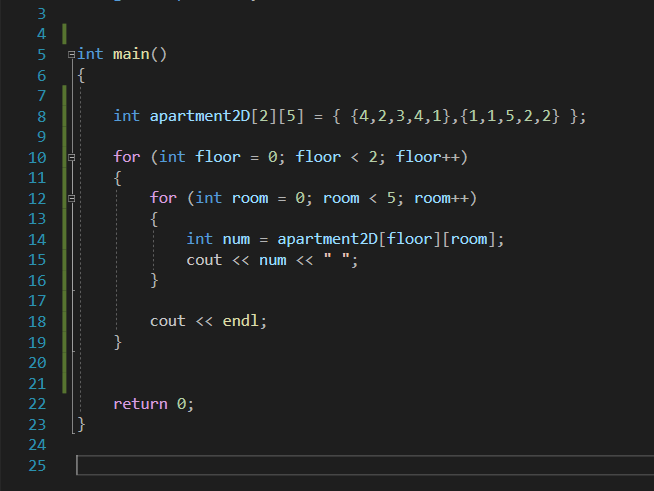 3
4
5 int main()
6 {
7
8 int apartment2D[2][5] = { {4,2,3,4,1},{1,1,5,2,2} };
9
10 for (int floor = 0; floor < 2; floor++)
11 {
12 for (int room = 0; room < 5; room++)
13 {
14 int num = apartment2D[floor][room];
15 cout << num << " ";
16 }
17
18 cout << endl;
19 }
20
21
22 return 0;
23 }
24
25